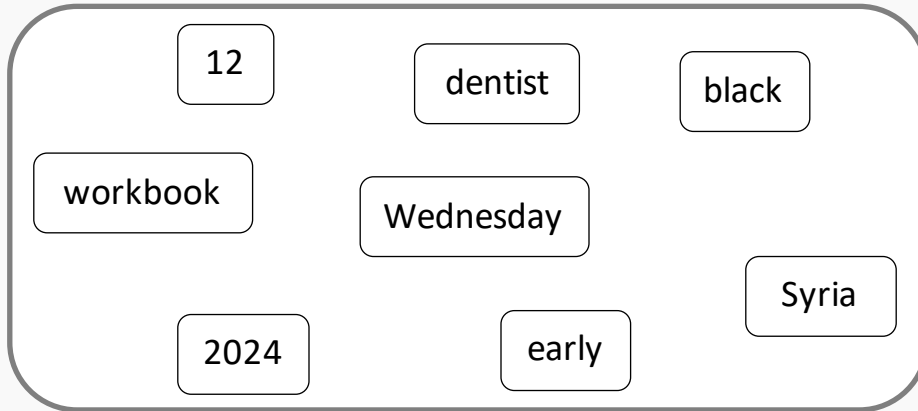 12
dentist
black
workbook
Wednesday
Syria
2024
early